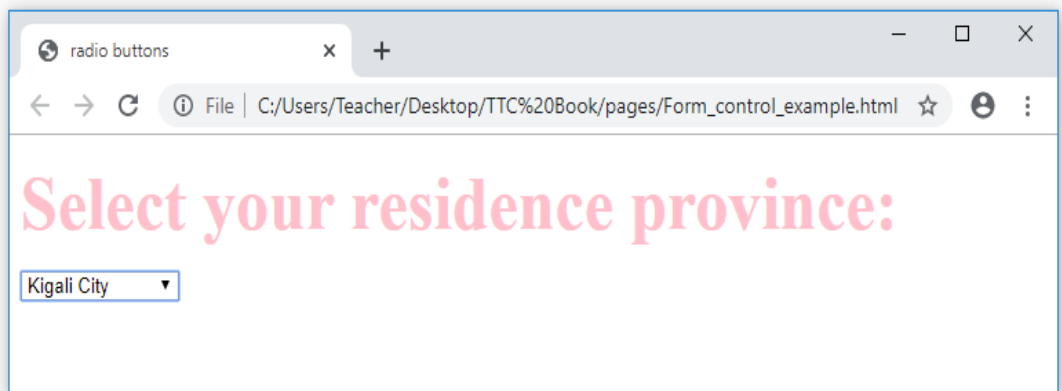 radio buttons
File | C:/Users/Teacher/Desktop/TTC%20Book/pages/Form_control_example.html
Select your residence province:
Kigali City